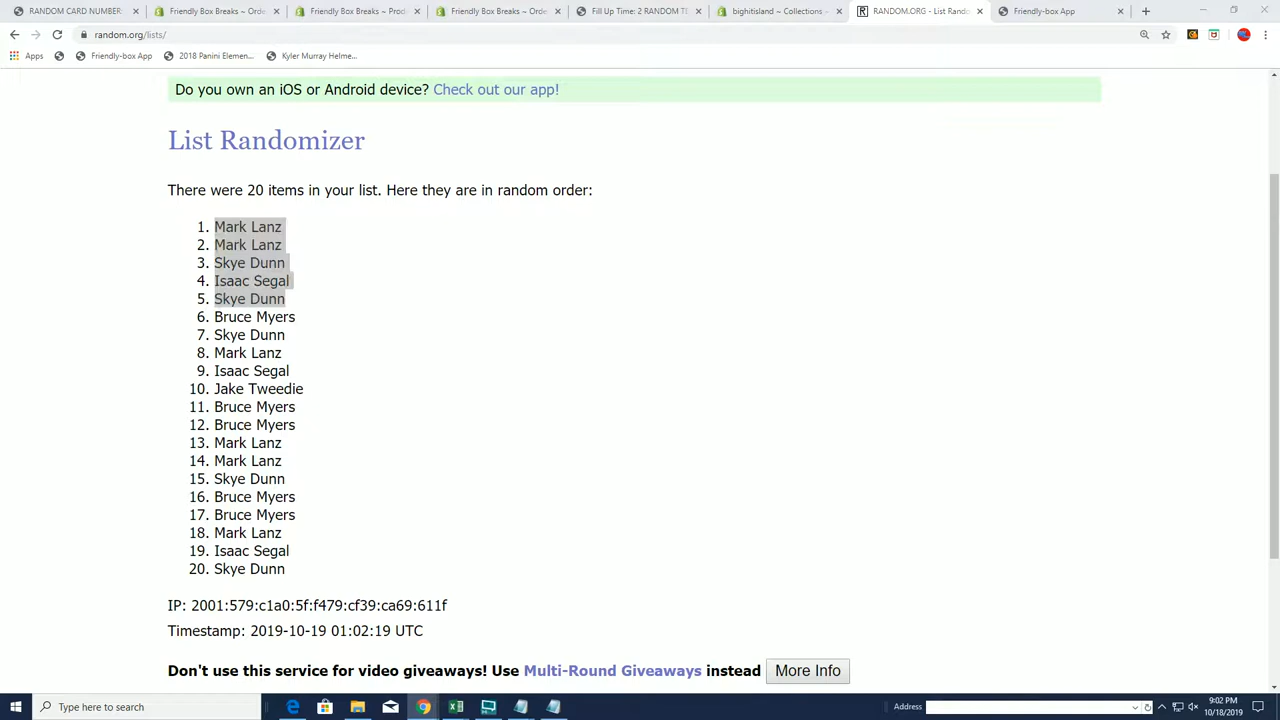 RANDOM CARD NUMBER:
Friendly Box Breaks ~ Orde
Friendly Box Breaks ~ Prod
Friendly Box Breaks ~ Orde
Fill Up Time: 2 RANDOM T
bighitisland ~ Collections -
RANDOM.ORG - List Rando
Friendly-box App
random.org/lists/
Apps
Friendly-box App
2018 Panini Elemen...
Kyler Murray Helme...
Do you own an iOS or Android device? Check out our app!
List Randomizer
There were 20 items in your list. Here they are in random order:
1. Mark Lanz
2. Mark Lanz
3. Skye Dunn
4. Isaac Segal
5. Skye Dunn
6. Bruce Myers
7. Skye Dunn
8. Mark Lanz
9. Isaac Segal
10. Jake Tweedie
11. Bruce Myers
12. Bruce Myers
13. Mark Lanz
14. Mark Lanz
15. Skye Dunn
16. Bruce Myers
17. Bruce Myers
18. Mark Lanz
19. Isaac Segal
20. Skye Dunn
IP: 2001:579:c1a0:5f:f479:cf39:ca69:611f
Timestamp: 2019-10-19 01:02:19 UTC
Don't use this service for video giveaways! Use Multi-Round Giveaways instead More Info
Type here to search
Address
9:02 PM
10/18/2019